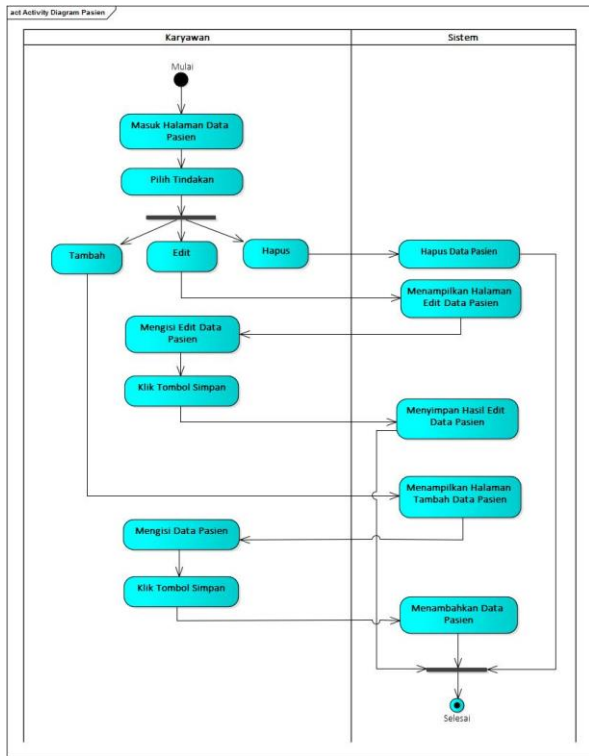 act Activity Diagram Pasien
Karyawan
Sistem
Mulai
Masuk Halaman Data
Pasien
Pilih Tindakan
Tambah
Edit
Hapus
Hapus Data Pasien
Menampilkan Halaman
Edit Data Pasien
Mengisi Edit Data
Pasien
Klik Tombol Simpan
Menyimpan Hasil Edit
Data Pasien
Menampilkan Halaman
Tambah Data Pasien
Mengisi Data Pasien
Klik Tombol Simpan
Menambahkan Data
Pasien
Selesai